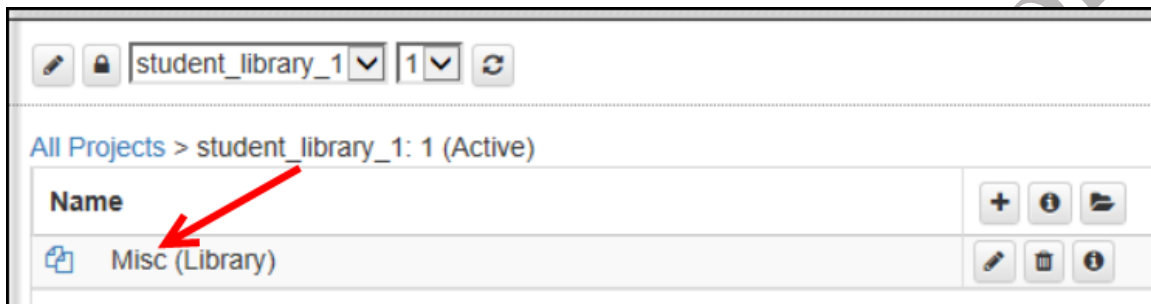 student_library_1 1
All Projects > student_library_1: 1 (Active)
Name
Misc (Library)